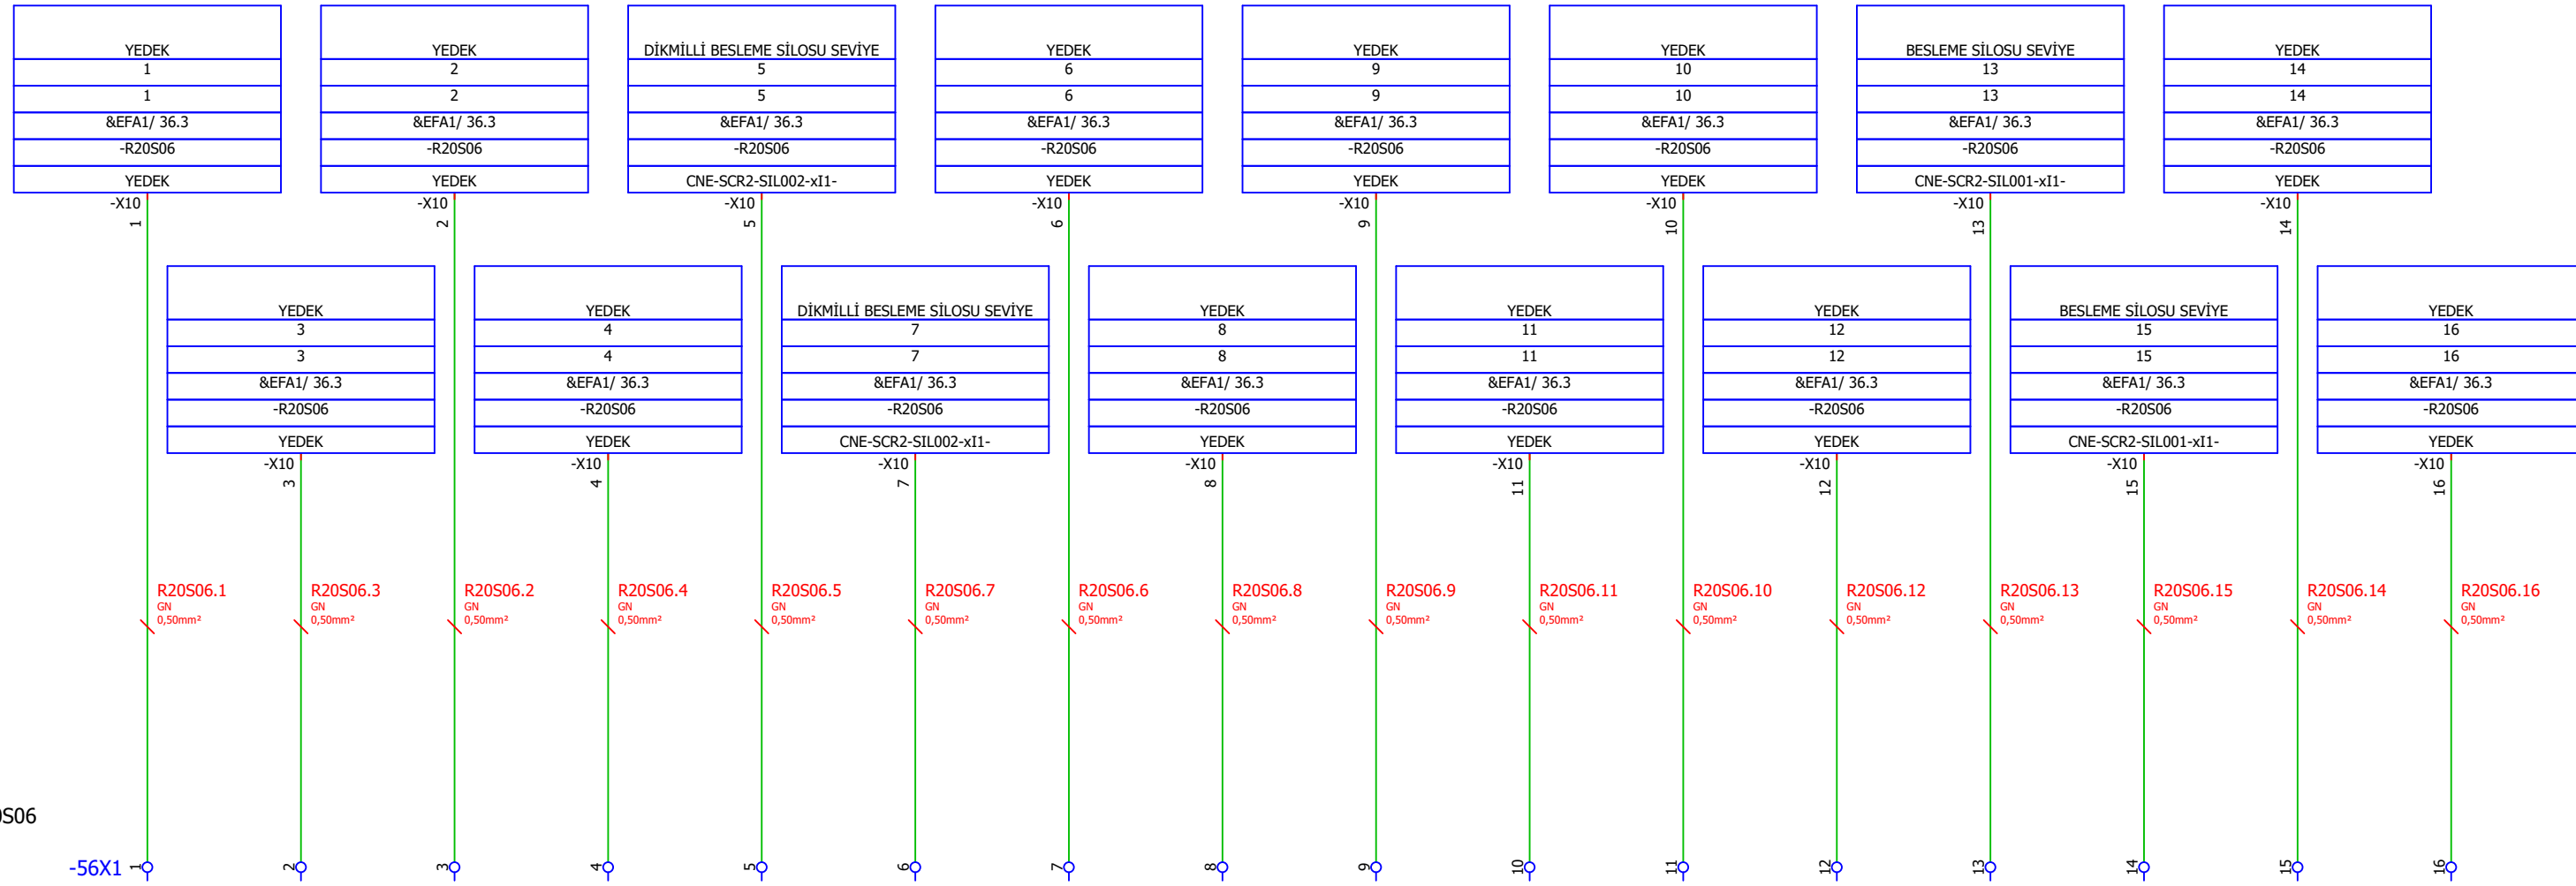 YEDEK YEDEK DİKMİLLİ BESLEME SİLOSU SEVİYE YEDEK YEDEK YEDEK BESLEME SİLOSU SEVİYE YEDEK
1 2 5 6 9 10 13 14
1 2 5 6 9 10 13 14
&EFA1/ 36.3 &EFA1/ 36.3 &EFA1/ 36.3 &EFA1/ 36.3 &EFA1/ 36.3 &EFA1/ 36.3 &EFA1/ 36.3 &EFA1/ 36.3
-R20S06 -R20S06 -R20S06 -R20S06 -R20S06 -R20S06 -R20S06 -R20S06
YEDEK YEDEK CNE-SCR2-SIL002-xI1- YEDEK YEDEK YEDEK CNE-SCR2-SIL001-xI1- YEDEK
-X10 -X10 -X10 -X10 -X10 -X10 -X10 -X10
1 2 5 6 9 10 13 14
YEDEK YEDEK DİKMİLLİ BESLEME SİLOSU SEVİYE YEDEK YEDEK YEDEK BESLEME SİLOSU SEVİYE YEDEK
3 4 7 8 11 12 15 16
3 4 7 8 11 12 15 16
&EFA1/ 36.3 &EFA1/ 36.3 &EFA1/ 36.3 &EFA1/ 36.3 &EFA1/ 36.3 &EFA1/ 36.3 &EFA1/ 36.3 &EFA1/ 36.3
-R20S06 -R20S06 -R20S06 -R20S06 -R20S06 -R20S06 -R20S06 -R20S06
YEDEK YEDEK CNE-SCR2-SIL002-xI1- YEDEK YEDEK YEDEK CNE-SCR2-SIL001-xI1- YEDEK
-X10 -X10 -X10 -X10 -X10 -X10 -X10 -X10
3 4 7 8 11 12 15 16
R20S06.1 R20S06.3 R20S06.2 R20S06.4 R20S06.5 R20S06.7 R20S06.6 R20S06.8 R20S06.9 R20S06.11 R20S06.10 R20S06.12 R20S06.13 R20S06.15 R20S06.14 R20S06.16
GN GN GN GN GN GN GN GN GN GN GN GN GN GN GN GN
0,50mm² 0,50mm² 0,50mm² 0,50mm² 0,50mm² 0,50mm² 0,50mm² 0,50mm² 0,50mm² 0,50mm² 0,50mm² 0,50mm² 0,50mm² 0,50mm² 0,50mm² 0,50mm²
S06
-56X1 1 2 3 4 5 6 7 8 9 10 11 12 13 14 15 16